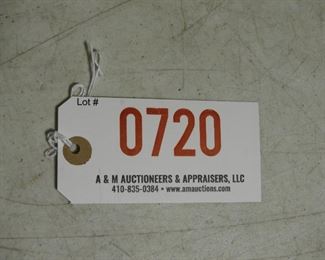 Lot #
0720
A & M AUCTIONEERS & APPRAISERS, LLC
410-835-0384 • www.amauctions.com